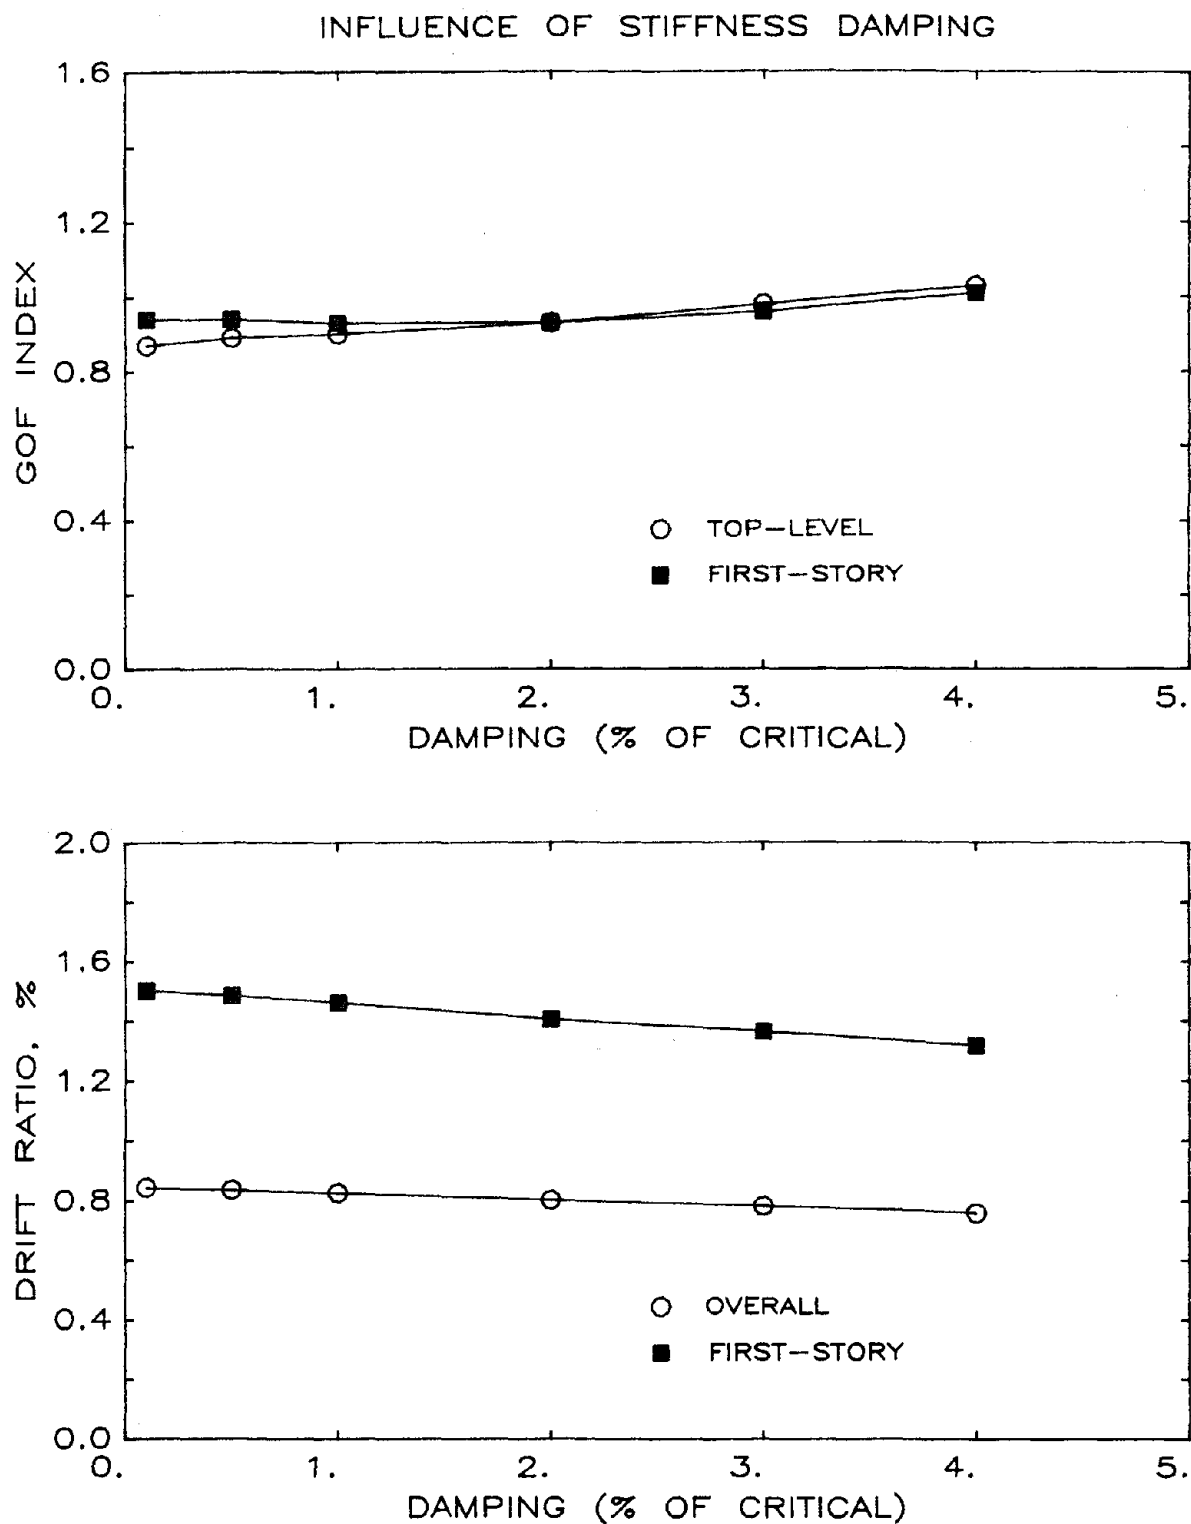 INFLUENCE OF STIFFNESS DAMPING
1.6
1.2
0.8
0.4
0.0
GOF INDEX
TOP-LEVEL
FIRST-STORY
0. 1. 2. 3. 4. 5.
DAMPING (% OF CRITICAL)
2.0
1.6
1.2
0.8
0.4
0.0
DRIFT RATIO, %
OVERALL
FIRST-STORY
0. 1. 2. 3. 4. 5.
DAMPING (% OF CRITICAL)